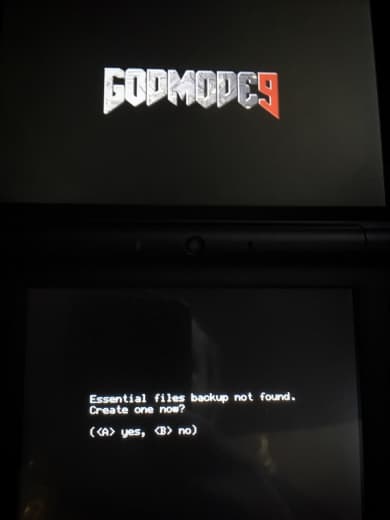 GODMODE9
Essential files backup not found.
Create one now?
(<A> yes, <B> no)